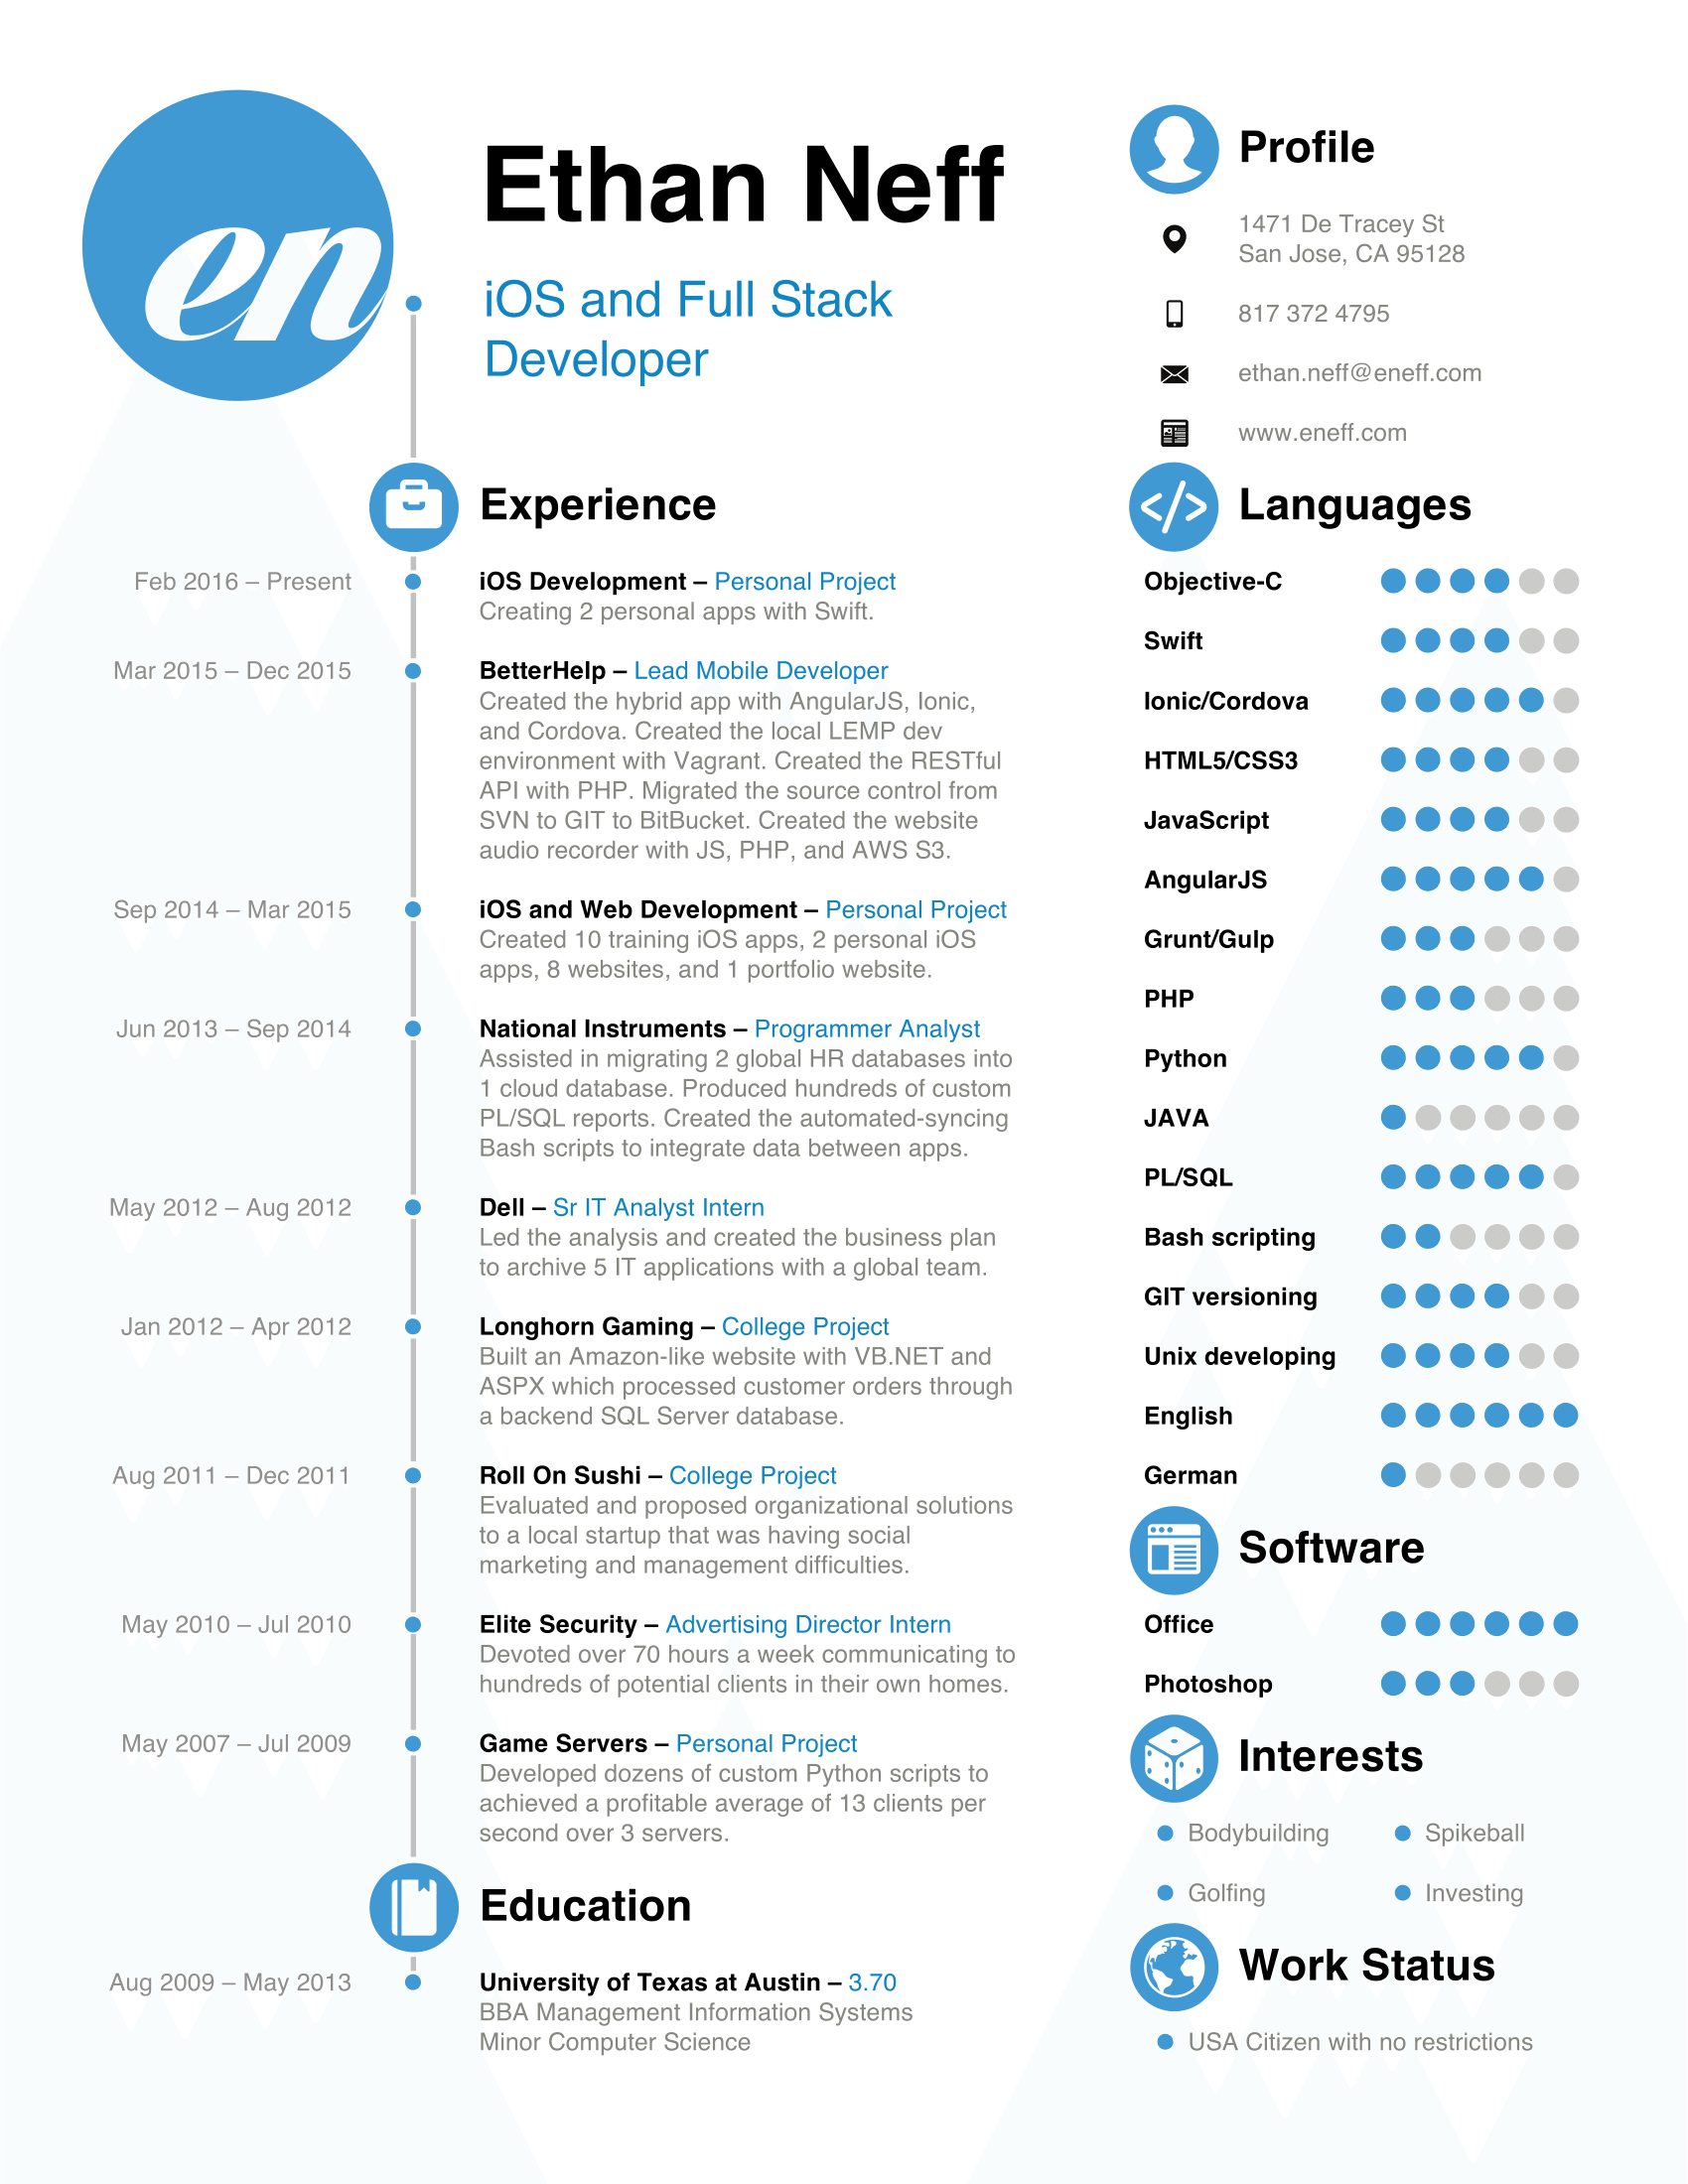 en
Ethan Neff
iOS and Full Stack
Developer
Profile
1471 De Tracey St
San Jose, CA 95128
817 372 4795
ethan.neff@eneff.com
www.eneff.com
Experience
Feb 2016 – Present
iOS Development – Personal Project
Creating 2 personal apps with Swift.
Mar 2015 – Dec 2015
BetterHelp – Lead Mobile Developer
Created the hybrid app with AngularJS, Ionic,
and Cordova. Created the local LEMP dev
environment with Vagrant. Created the RESTful
API with PHP. Migrated the source control from
SVN to GIT to BitBucket. Created the website
audio recorder with JS, PHP, and AWS S3.
Sep 2014 – Mar 2015
iOS and Web Development – Personal Project
Created 10 training iOS apps, 2 personal iOS
apps, 8 websites, and 1 portfolio website.
Jun 2013 – Sep 2014
National Instruments – Programmer Analyst
Assisted in migrating 2 global HR databases into
1 cloud database. Produced hundreds of custom
PL/SQL reports. Created the automated-syncing
Bash scripts to integrate data between apps.
May 2012 – Aug 2012
Dell – Sr IT Analyst Intern
Led the analysis and created the business plan
to archive 5 IT applications with a global team.
Jan 2012 – Apr 2012
Longhorn Gaming – College Project
Built an Amazon-like website with VB.NET and
ASPX which processed customer orders through
a backend SQL Server database.
Aug 2011 – Dec 2011
Roll On Sushi – College Project
Evaluated and proposed organizational solutions
to a local startup that was having social
marketing and management difficulties.
May 2010 – Jul 2010
Elite Security – Advertising Director Intern
Devoted over 70 hours a week communicating to
hundreds of potential clients in their own homes.
May 2007 – Jul 2009
Game Servers – Personal Project
Developed dozens of custom Python scripts to
achieved a profitable average of 13 clients per
second over 3 servers.
Education
Aug 2009 – May 2013
University of Texas at Austin – 3.70
BBA Management Information Systems
Minor Computer Science
</> Languages
Objective-C
Swift
Ionic/Cordova
HTML5/CSS3
JavaScript
AngularJS
Grunt/Gulp
PHP
Python
JAVA
PL/SQL
Bash scripting
GIT versioning
Unix developing
English
German
Software
Office
Photoshop
Interests
Bodybuilding
Spikeball
Golfing
Investing
Work Status
USA Citizen with no restrictions